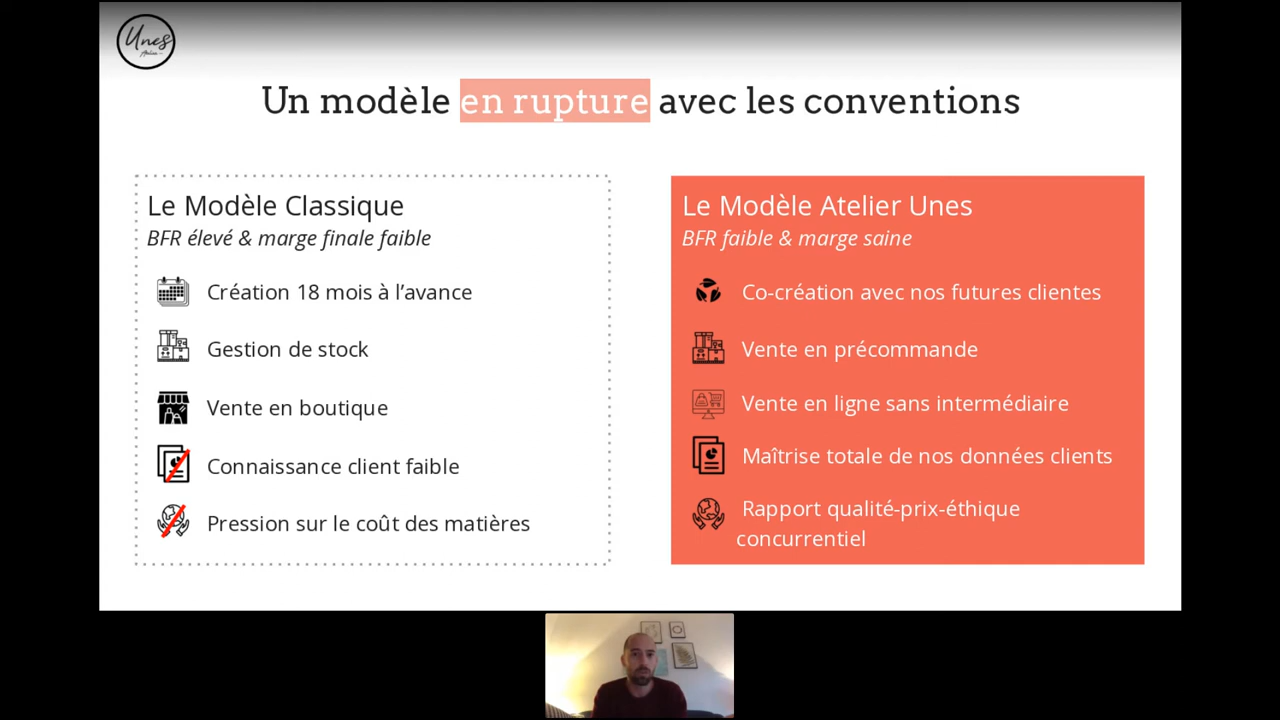 Unes
Atelier
Un modèle en rupture avec les conventions
Le Modèle Classique
BFR élevé & marge finale faible
Création 18 mois à l’avance
Gestion de stock
Vente en boutique
Connaissance client faible
Pression sur le coût des matières
Le Modèle Atelier Unes
BFR faible & marge saine
Co-création avec nos futures clientes
Vente en précommande
Vente en ligne sans intermédiaire
Maîtrise totale de nos données clients
Rapport qualité-prix-éthique
concurrentiel